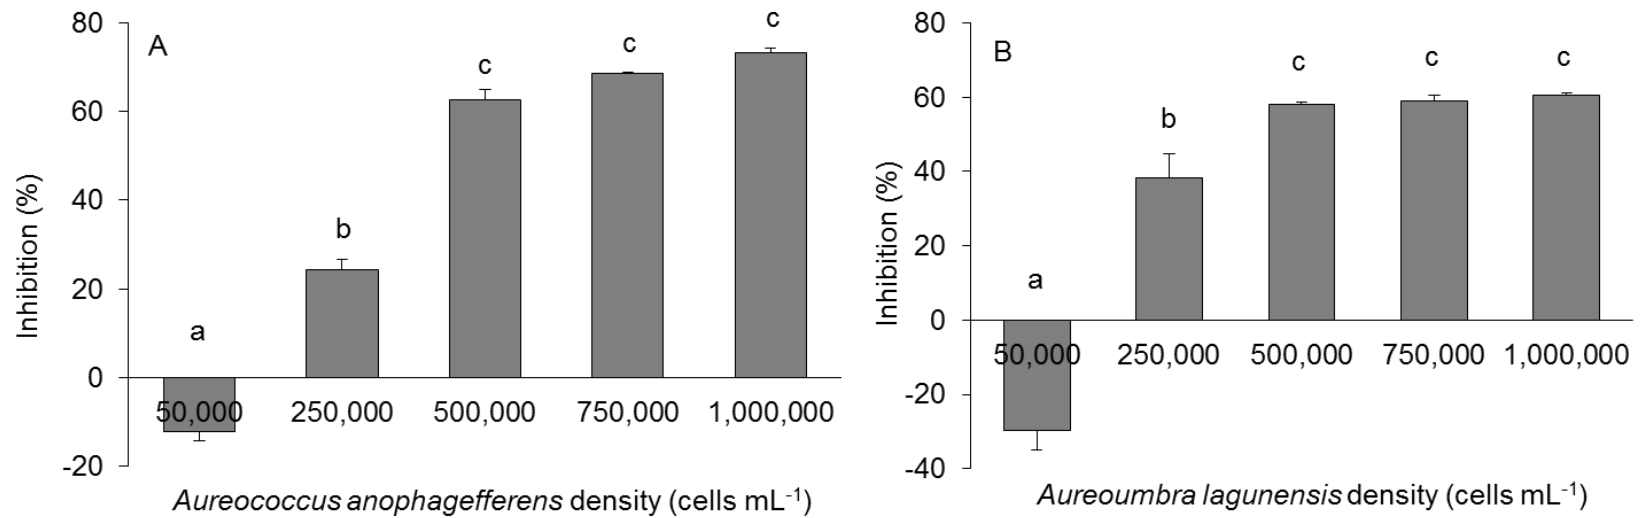 A
80
60
40
20
0
-20
Inhibition (%)
a
b
c
c
c
50,000 250,000 500,000 750,000 1,000,000
Aureococcus anophagefferens density (cells mL⁻¹)
B
80
60
40
20
0
-20
-40
Inhibition (%)
a
b
c
c
c
50,000 250,000 500,000 750,000 1,000,000
Aureoumbra lagunensis density (cells mL⁻¹)